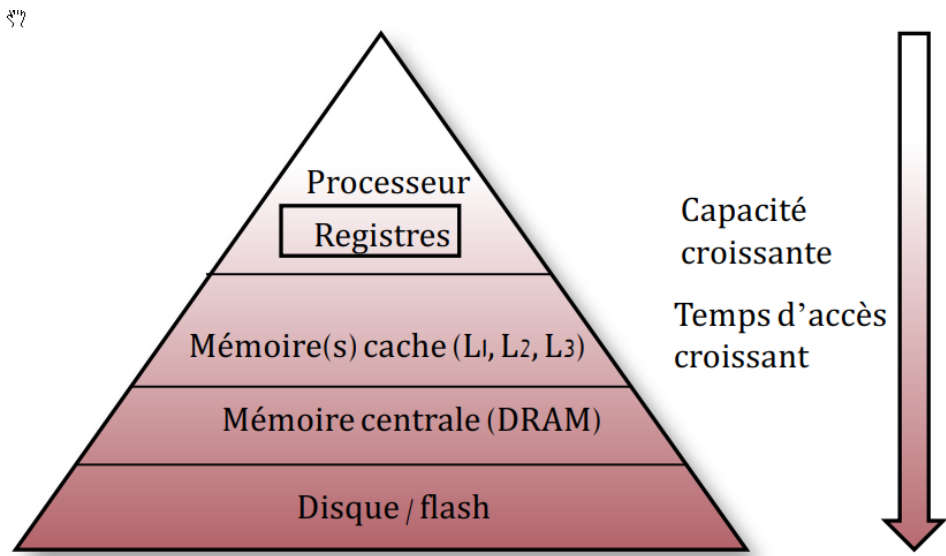 Processeur
Registres
Mémoire(s) cache (L1, L2, L3)
Mémoire centrale (DRAM)
Disque / flash
Capacité
croissante
Temps d’accès
croissant